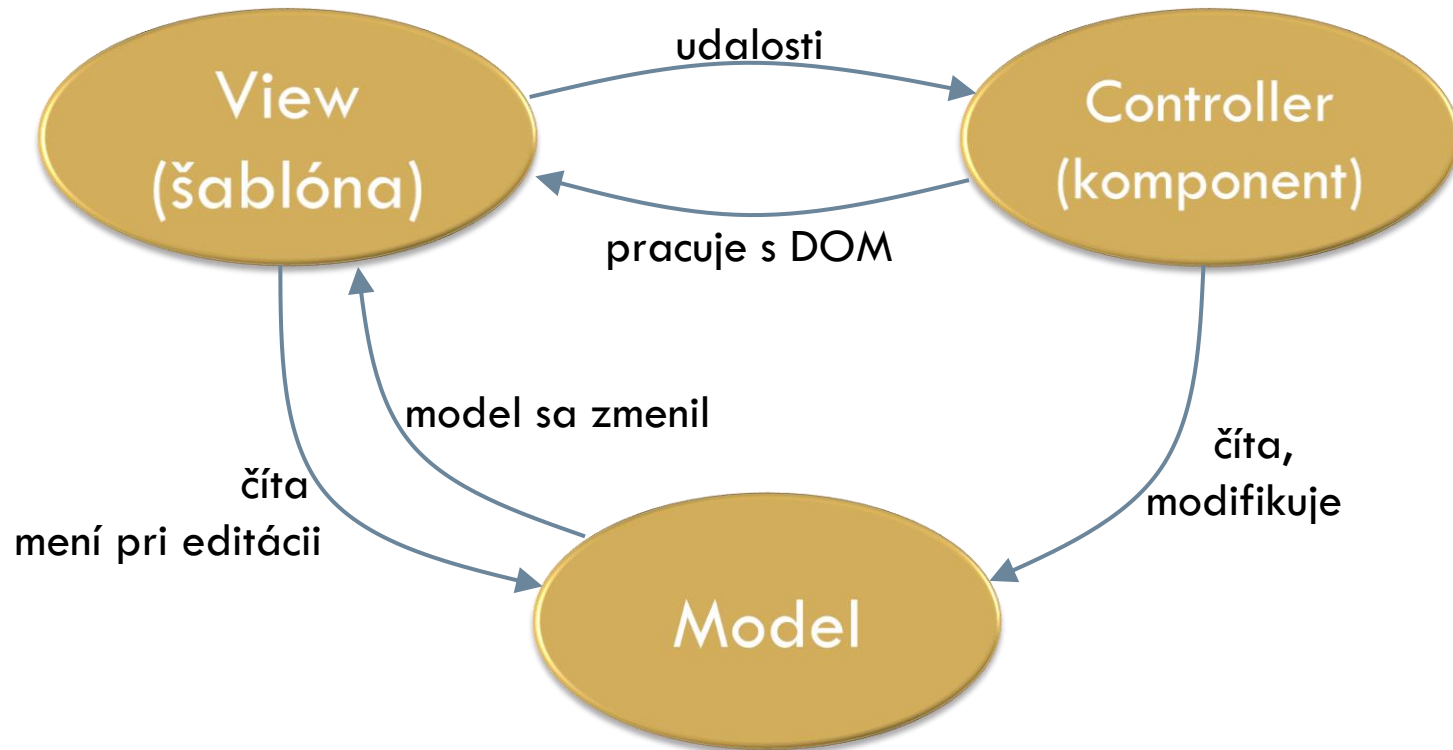 udalosti
View
(šablóna)
Controller
(komponent)
pracuje s DOM
model sa zmenil
číta,
modifikuje
číta
mení pri editácii
Model